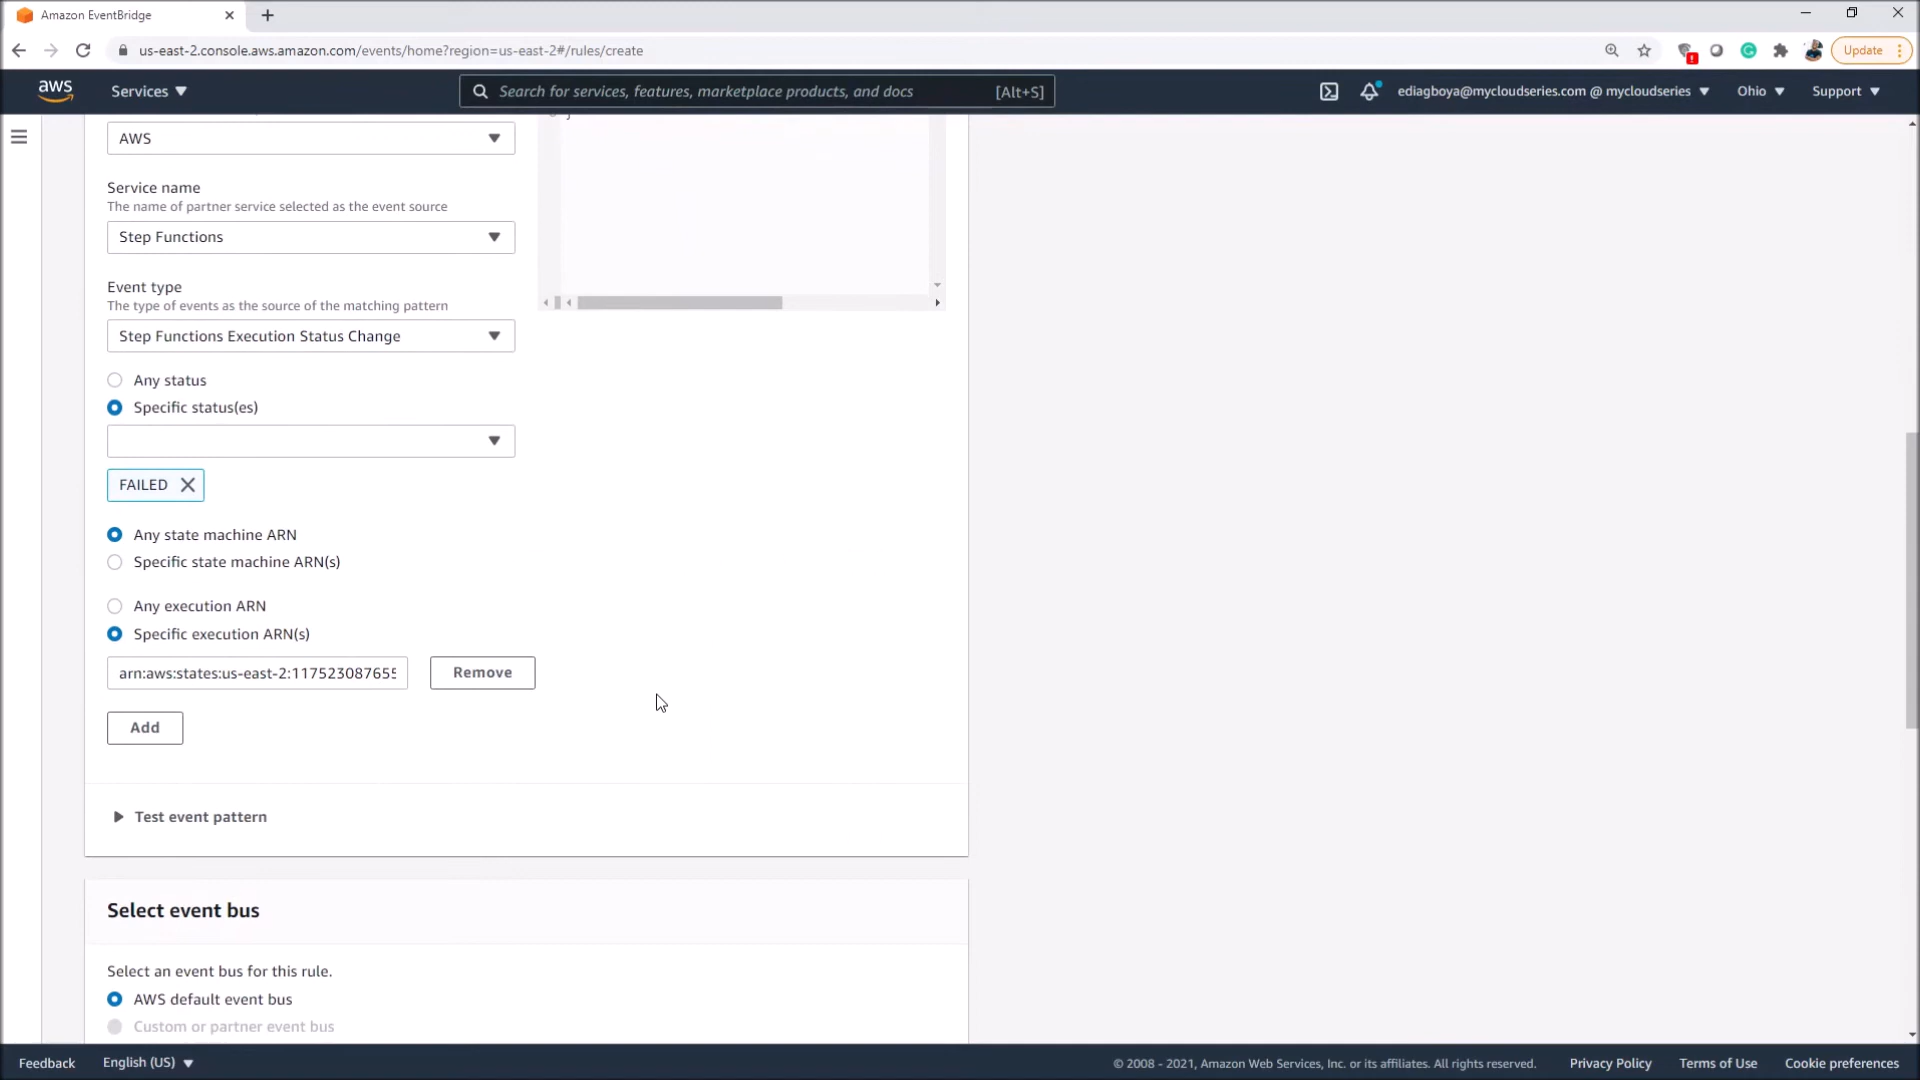 Amazon EventBridge
us-east-2.console.aws.amazon.com/events/home?region=us-east-2#/rules/create
Update
aws
Services
Search for services, features, marketplace products, and docs
[Alt+S]
ediagboya@mycloudseries.com @ mycloudseries
Ohio
Support
AWS
Service name
The name of partner service selected as the event source
Step Functions
Event type
The type of events as the source of the matching pattern
Step Functions Execution Status Change
Any status
Specific status(es)
FAILED
Any state machine ARN
Specific state machine ARN(s)
Any execution ARN
Specific execution ARN(s)
arn:aws:states:us-east-2:117523087655
Remove
Add
Test event pattern
Select event bus
Select an event bus for this rule.
AWS default event bus
Custom or partner event bus
Feedback
English (US)
© 2008 - 2021, Amazon Web Services, Inc. or its affiliates. All rights reserved.
Privacy Policy
Terms of Use
Cookie preferences